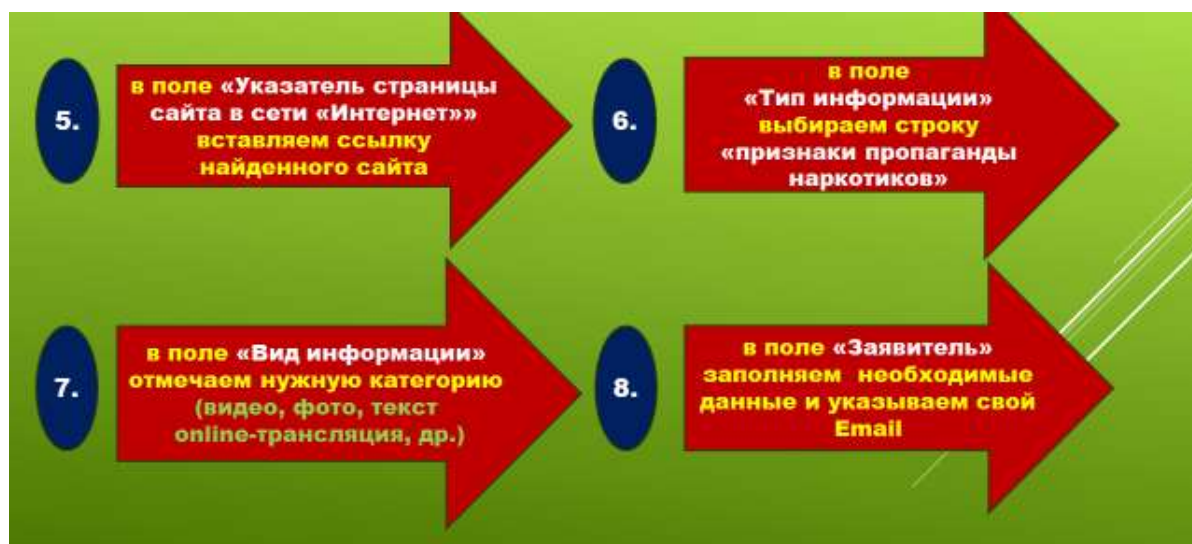 5.
в поле «Указатель страницы
сайта в сети «Интернет»»
вставляем ссылку
найденного сайта
6.
в поле
«Тип информации»
выбираем строку
«признаки пропаганды
наркотиков»
7.
в поле «Вид информации»
отмечаем нужную категорию
(видео, фото, текст
online-трансляция, др.)
8.
в поле «Заявитель»
заполняем необходимые
данные и указываем свой
Email